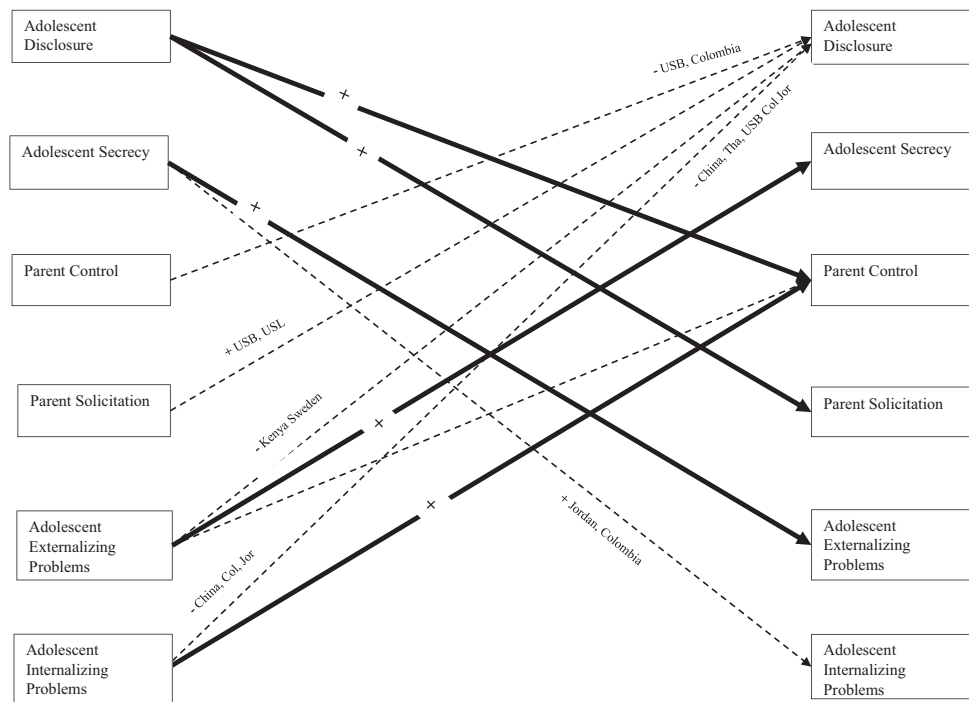 Adolescent
Disclosure
Adolescent Secrecy
Parent Control
Parent Solicitation
Adolescent
Externalizing
Problems
Adolescent
Internalizing
Problems
+
+
+
+
+
- USB, Colombia
- China, Tha, USB Col Jor
+ USB, USL
- Kenya Sweden
- China, Col, Jor
+ Jordan, Colombia
Adolescent
Disclosure
Adolescent Secrecy
Parent Control
Parent Solicitation
Adolescent
Externalizing
Problems
Adolescent
Internalizing
Problems